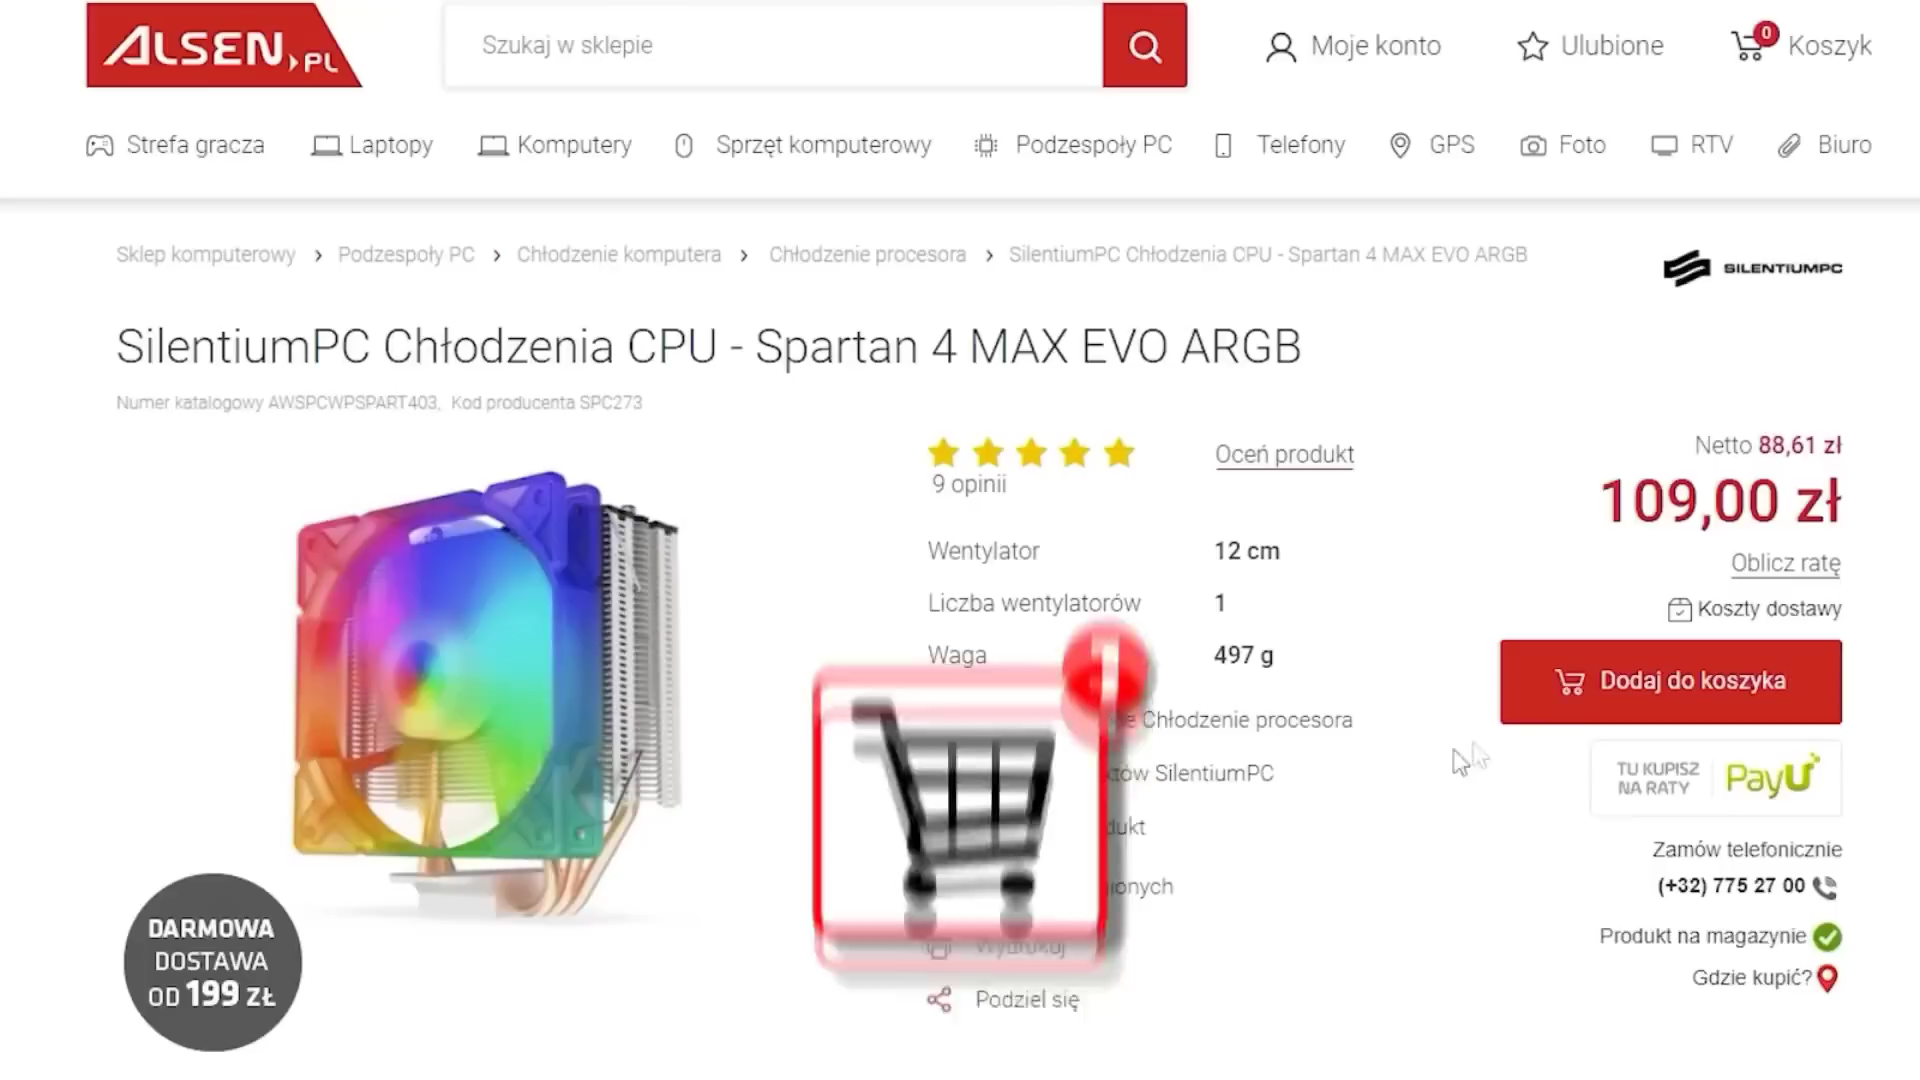 ALSEN.PL
Szukaj w sklepie
Moje konto
Ulubione
0
Koszyk
Strefa gracza
Laptopy
Komputery
Sprzęt komputerowy
Podzespoły PC
Telefony
GPS
Foto
RTV
Biuro
Sklep komputerowy > Podzespoły PC > Chłodzenie komputera > Chłodzenie procesora > SilentiumPC Chłodzenia CPU - Spartan 4 MAX EVO ARGB
SILENTIUMPC
SilentiumPC Chłodzenia CPU - Spartan 4 MAX EVO ARGB
Numer katalogowy AWSPCWPSPART403, Kod producenta SPC273
9 opinii
Oceń produkt
Wentylator 12 cm
Liczba wentylatorów 1
Waga 497 g
Chłodzenie procesora
SilentiumPC
Wydrukuj
Podziel się
Netto 88,61 zł
109,00 zł
Oblicz ratę
Koszty dostawy
Dodaj do koszyka
TU KUPISZ
NA RATY
PayU
Zamów telefonicznie
(+32) 775 27 00
Produkt na magazynie
Gdzie kupić?
DARMOWA
DOSTAWA
OD 199 ZŁ